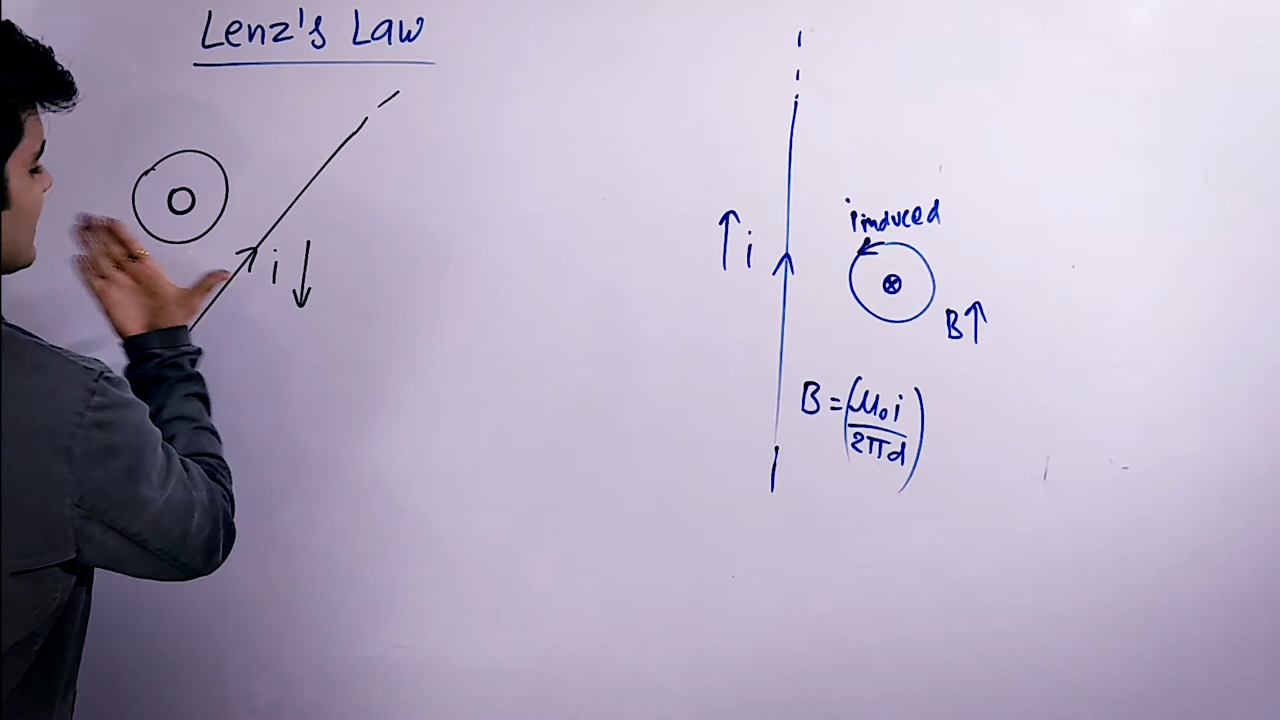 Lenz's Law
i ↓
↑ i
i induced
⊗
B↑
B = (μ₀i / 2πd)